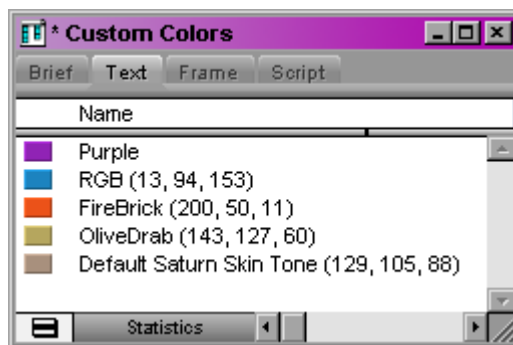 * Custom Colors
Brief Text Frame Script
Name
Purple
RGB (13, 94, 153)
FireBrick (200, 50, 11)
OliveDrab (143, 127, 60)
Default Saturn Skin Tone (129, 105, 88)
Statistics